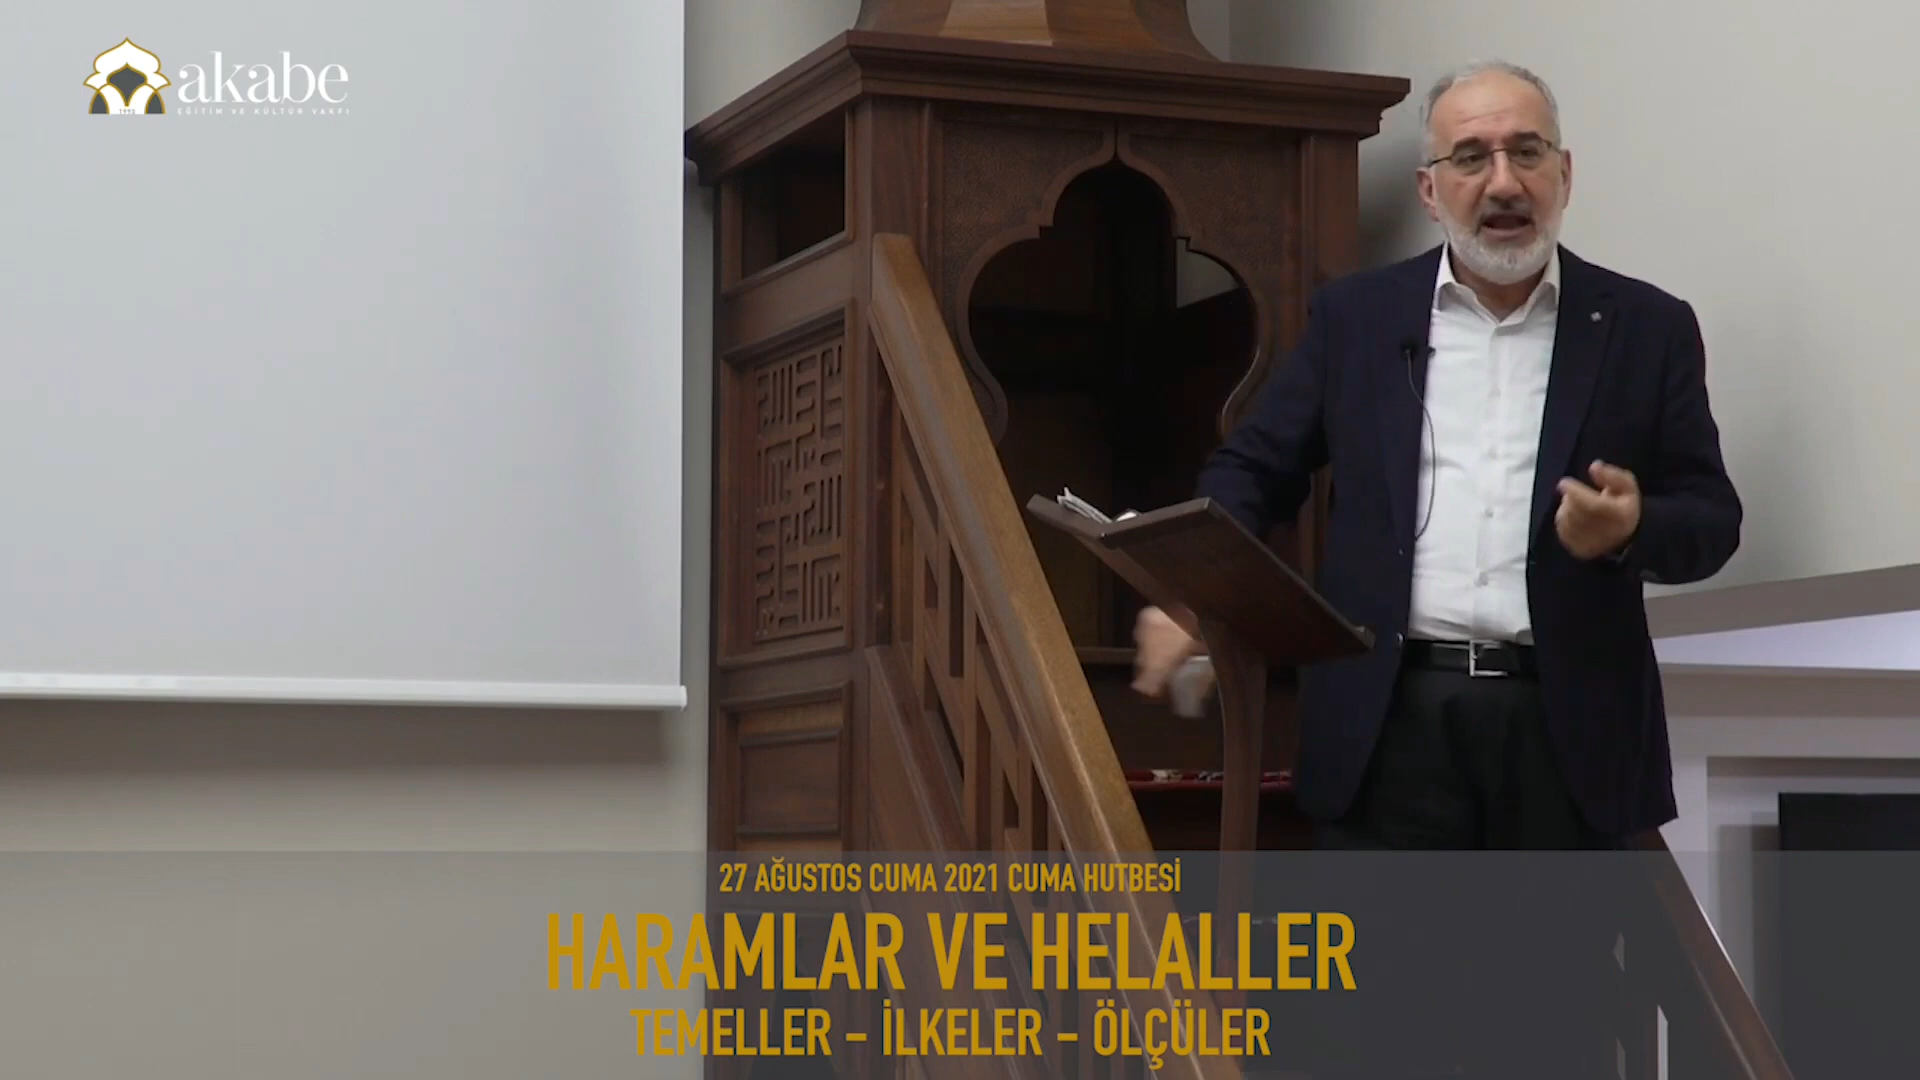 akabe
EĞİTİM VE KÜLTÜR VAKFI
27 AĞUSTOS CUMA 2021 CUMA HUTBESİ
HARAMLAR VE HELALLER
TEMELLER - İLKELER - ÖLÇÜLER